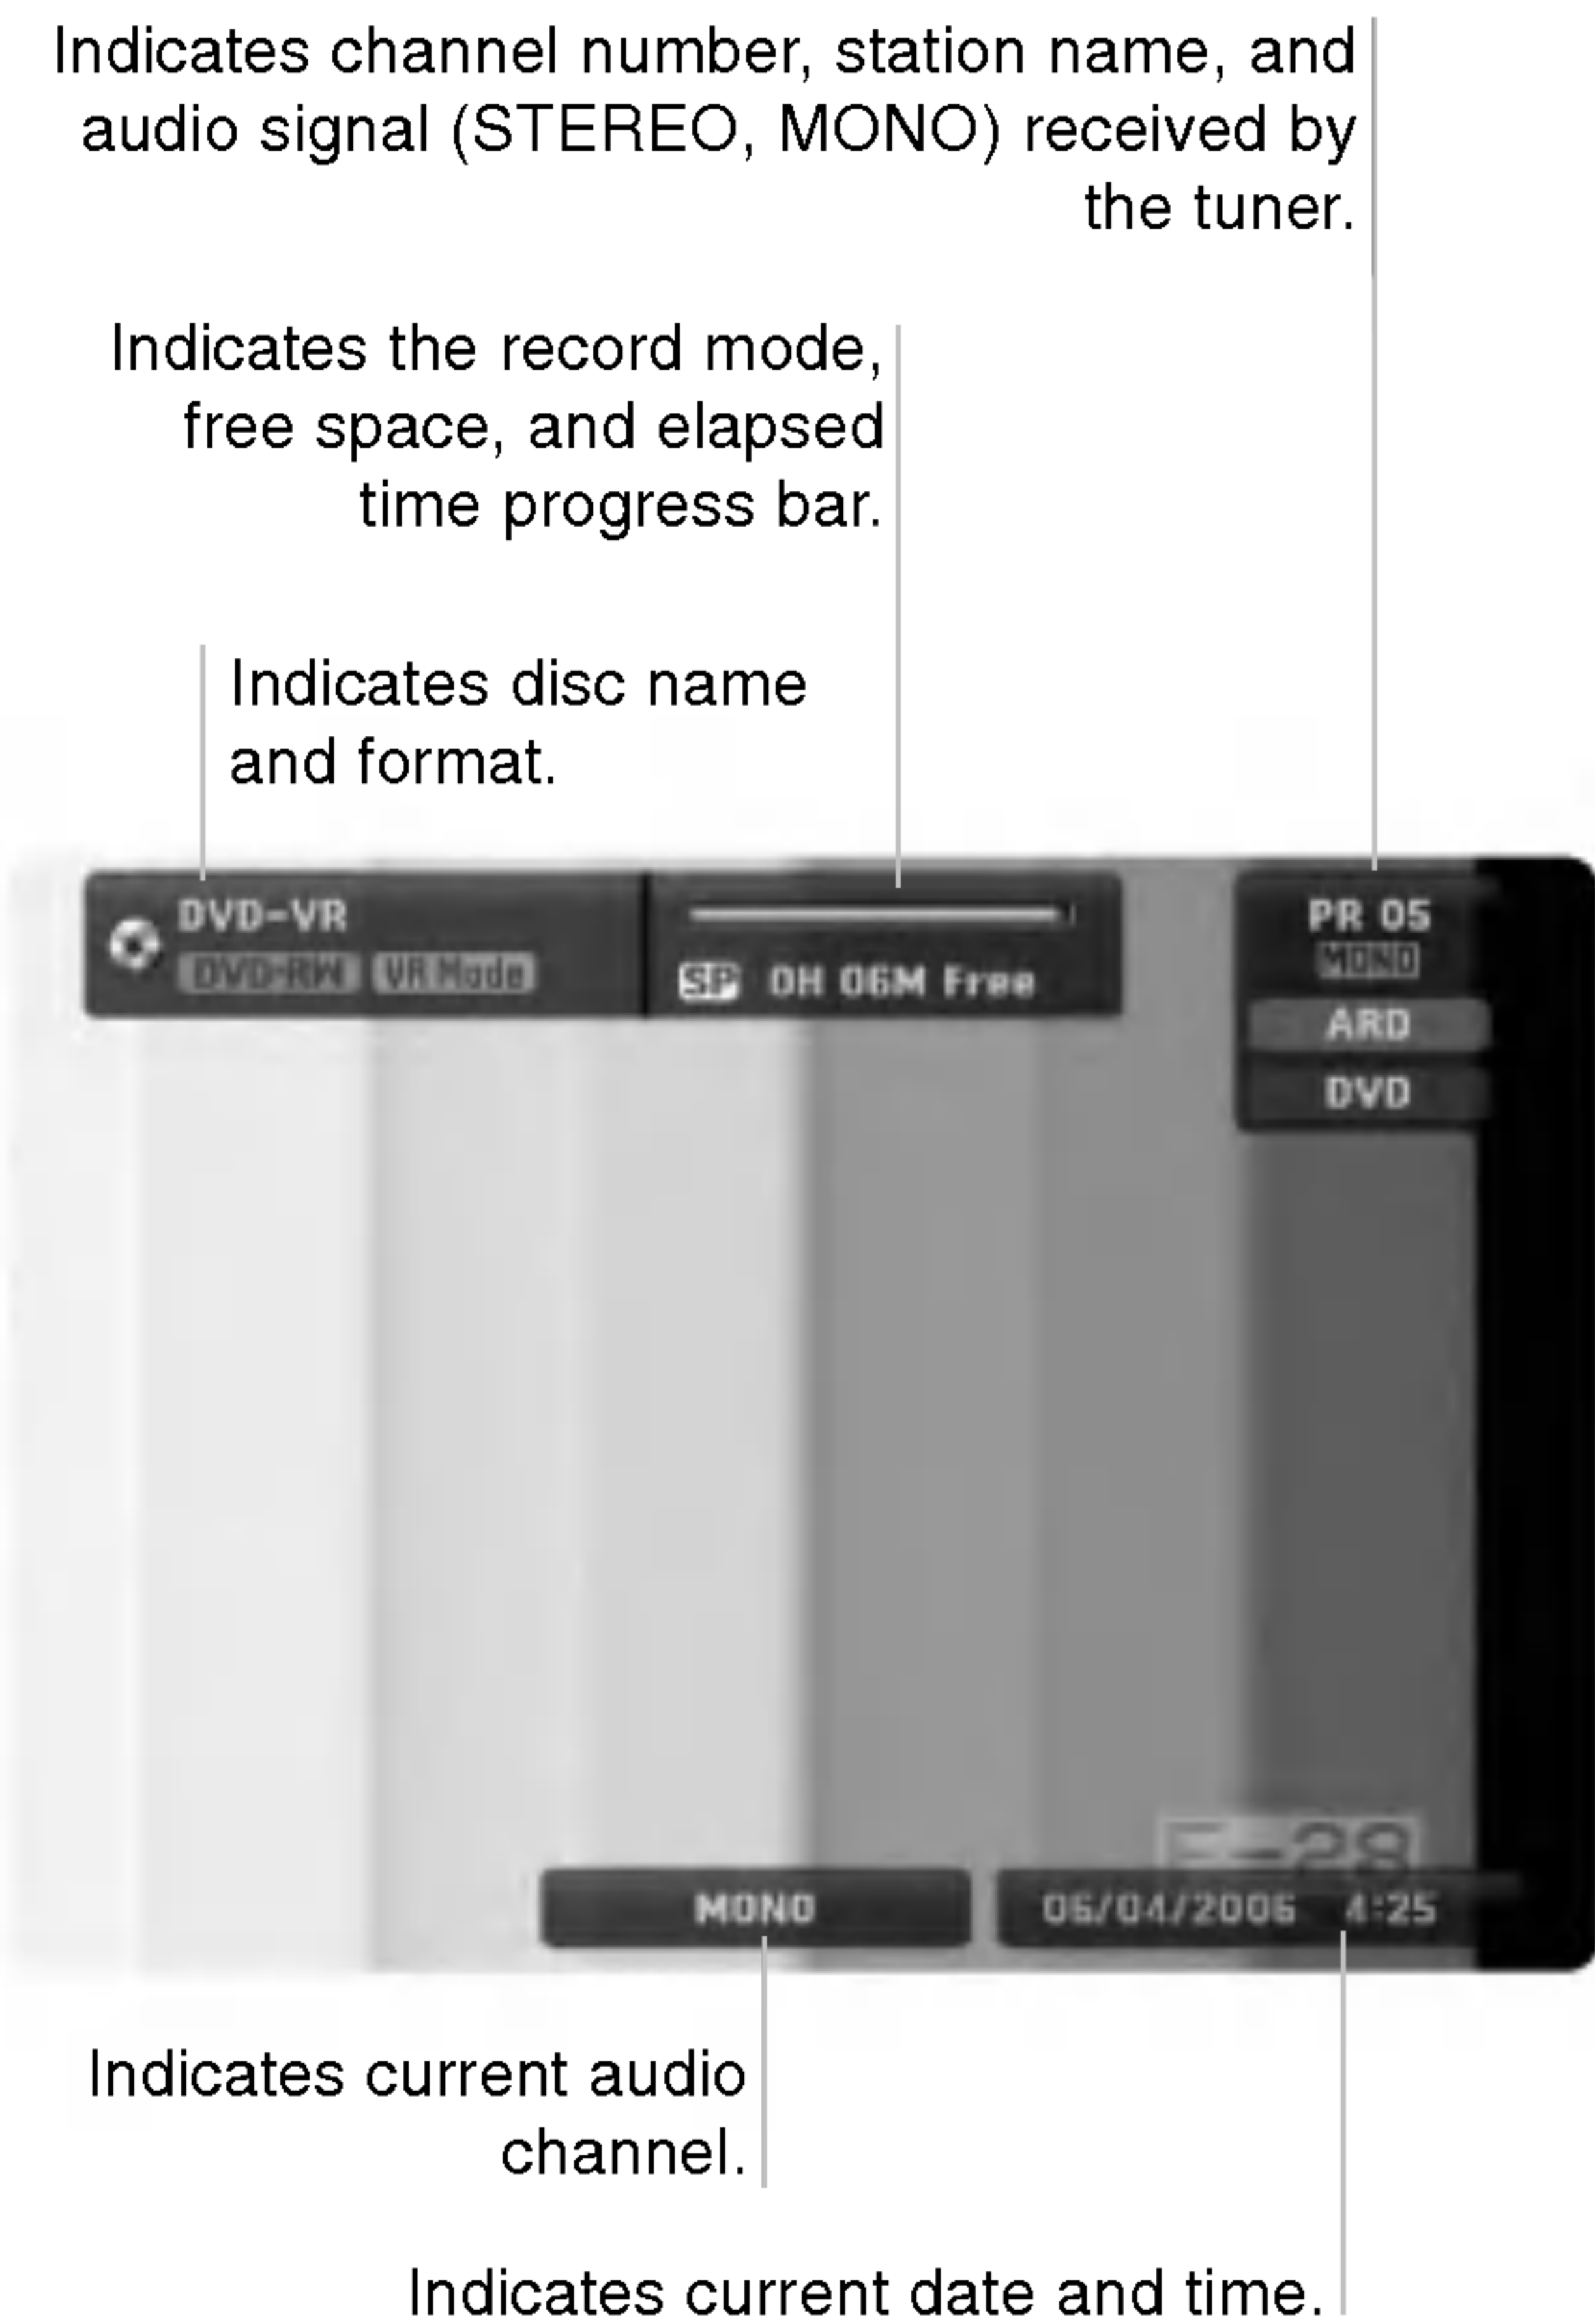 Indicates channel number, station name, and
audio signal (STEREO, MONO) received by
the tuner.
Indicates the record mode,
free space, and elapsed
time progress bar.
Indicates disc name
and format.
DVD-VR
DVD-RW VR Mode
SP 0H 06M Free
PR 05
MONO
ARD
DVD
-28
MONO
06/04/2006 4:25
Indicates current audio
channel.
Indicates current date and time.